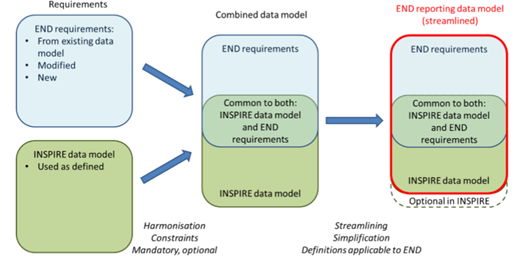 Requirements
END requirements:
• From existing data
model
• Modified
• New
INSPIRE data model
• Used as defined
Harmonisation
Constraints
Mandatory, optional
Combined data model
END requirements
Common to both:
INSPIRE data model
and END
requirements
INSPIRE data model
Streamlining
Simplification
Definitions applicable to END
END reporting data model
(streamlined)
END requirements
Common to both:
INSPIRE data model
and END
requirements
INSPIRE data model
Optional in INSPIRE